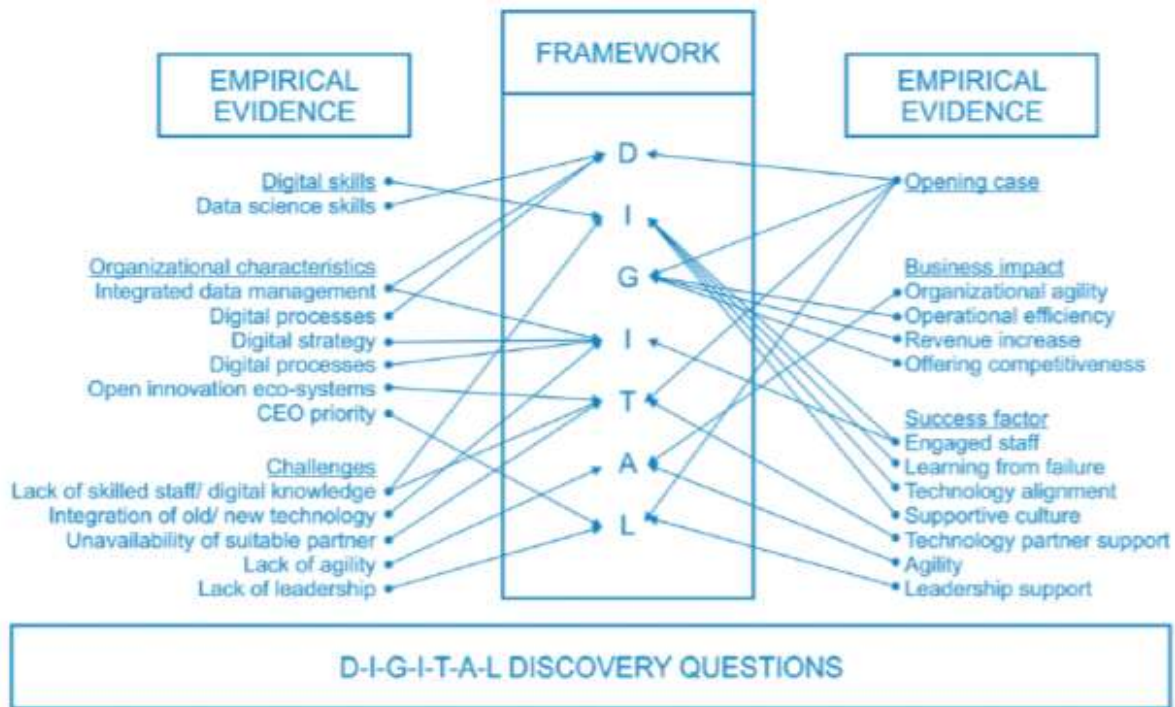 FRAMEWORK
EMPIRICAL
EVIDENCE
EMPIRICAL
EVIDENCE
Digital skills
Data science skills
Organizational characteristics
Integrated data management
Digital processes
Digital strategy
Digital processes
Open innovation eco-systems
CEO priority
Challenges
Lack of skilled staff/ digital knowledge
Integration of old/ new technology
Unavailability of suitable partner
Lack of agility
Lack of leadership
D
I
G
I
T
A
L
Opening case
Business impact
Organizational agility
Operational efficiency
Revenue increase
Offering competitiveness
Success factor
Engaged staff
Learning from failure
Technology alignment
Supportive culture
Technology partner support
Agility
Leadership support
D-I-G-I-T-A-L DISCOVERY QUESTIONS